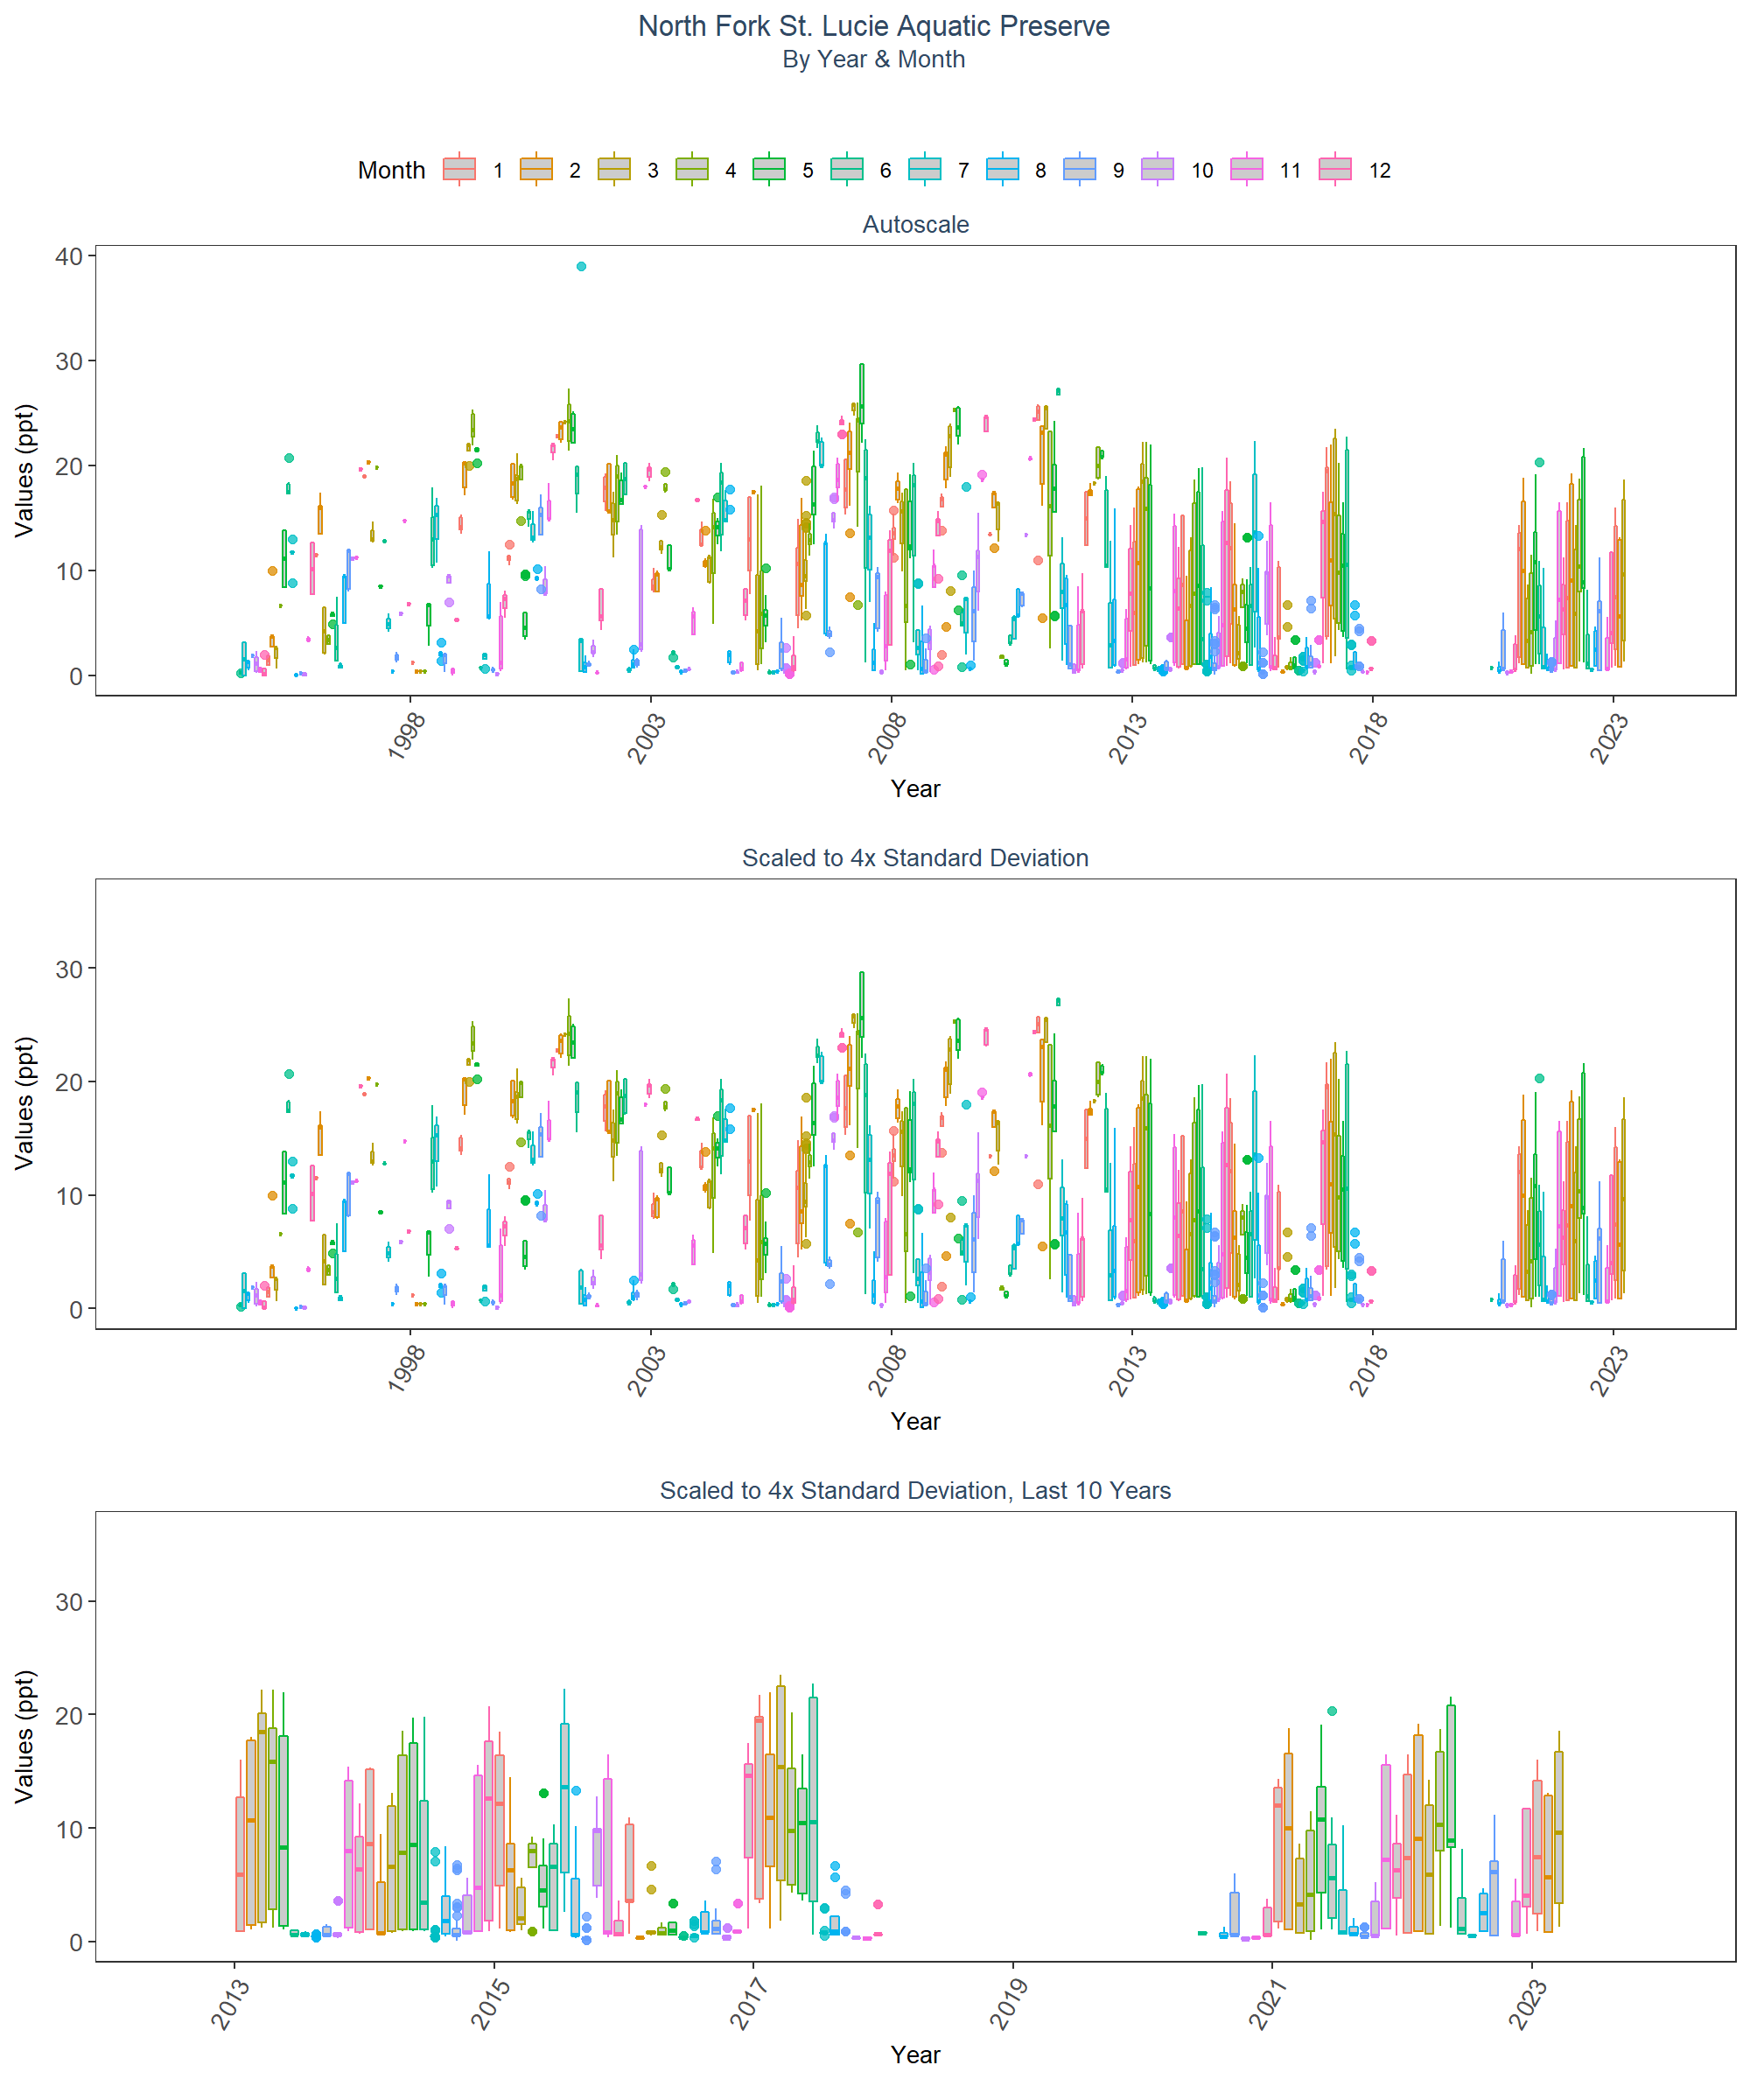 North Fork St. Lucie Aquatic Preserve
By Year & Month
Month 1 2 3 4 5 6 7 8 9 10 11 12
Autoscale
Values (ppt)
40
30
20
10
0
1998 2003 2008 2013 2018 2023
Year
Scaled to 4x Standard Deviation
Values (ppt)
30
20
10
0
1998 2003 2008 2013 2018 2023
Year
Scaled to 4x Standard Deviation, Last 10 Years
Values (ppt)
30
20
10
0
2013 2015 2017 2019 2021 2023
Year